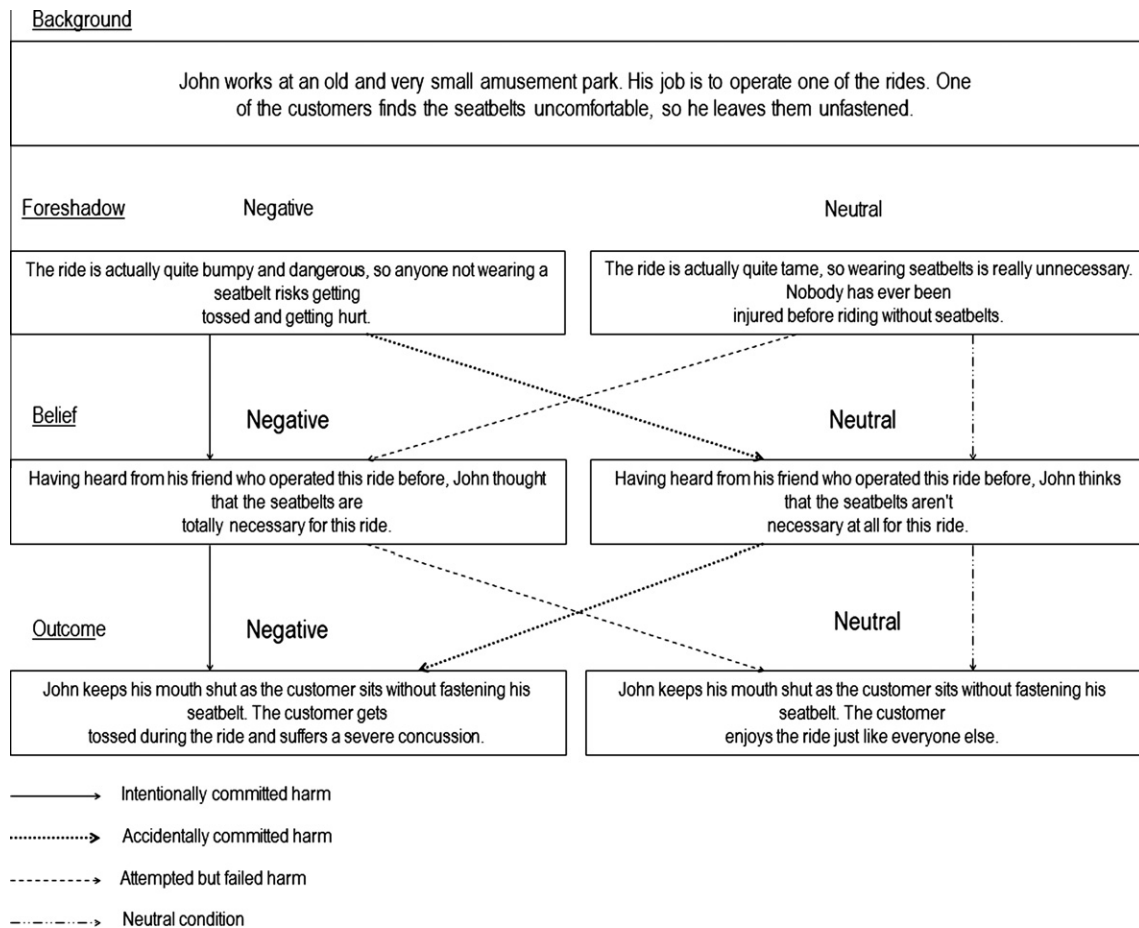 Background
John works at an old and very small amusement park. His job is to operate one of the rides. One
of the customers finds the seatbelts uncomfortable, so he leaves them unfastened.
Foreshadow
Negative
Neutral
The ride is actually quite bumpy and dangerous, so anyone not wearing a
seatbelt risks getting
tossed and getting hurt.
The ride is actually quite tame, so wearing seatbelts is really unnecessary.
Nobody has ever been
injured before riding without seatbelts.
Belief
Negative
Neutral
Having heard from his friend who operated this ride before, John thought
that the seatbelts are
totally necessary for this ride.
Having heard from his friend who operated this ride before, John thinks
that the seatbelts aren't
necessary at all for this ride.
Outcome
Negative
Neutral
John keeps his mouth shut as the customer sits without fastening his
seatbelt. The customer gets
tossed during the ride and suffers a severe concussion.
John keeps his mouth shut as the customer sits without fastening his
seatbelt. The customer
enjoys the ride just like everyone else.
Intentionally committed harm
Accidentally committed harm
Attempted but failed harm
Neutral condition